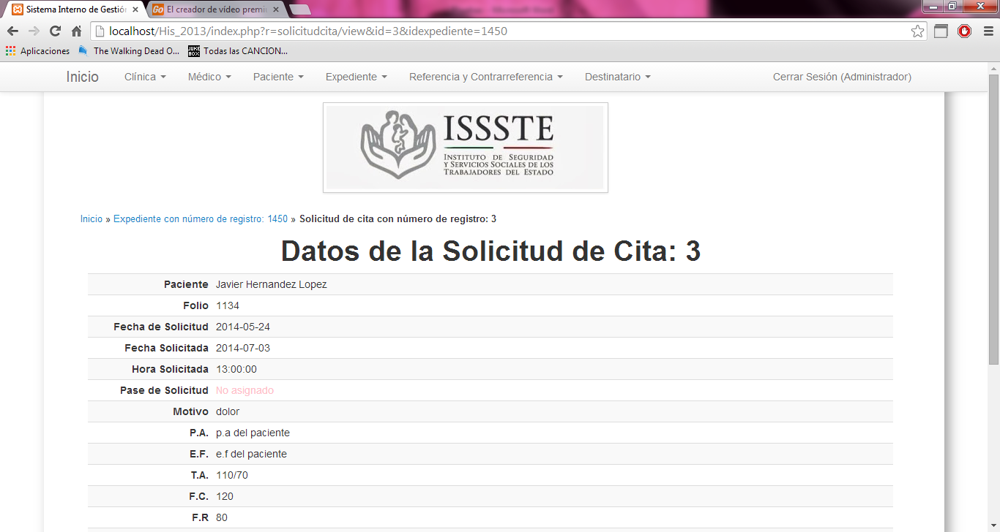 Sistema Interno de Gestión
El creador de vídeo premi
localhost/His_2013/index.php?r=solicitudcita/view&id=3&idexpediente=1450
Aplicaciones The Walking Dead O... JUKE BOX Todas las CANCION...
Inicio Clínica Médico Paciente Expediente Referencia y Contrarreferencia Destinatario Cerrar Sesión (Administrador)
ISSSTE
INSTITUTO DE SEGURIDAD
Y SERVICIOS SOCIALES DE LOS
TRABAJADORES DEL ESTADO
Inicio » Expediente con número de registro: 1450 » Solicitud de cita con número de registro: 3
Datos de la Solicitud de Cita: 3
Paciente Javier Hernandez Lopez
Folio 1134
Fecha de Solicitud 2014-05-24
Fecha Solicitada 2014-07-03
Hora Solicitada 13:00:00
Pase de Solicitud No asignado
Motivo dolor
P.A. p.a del paciente
E.F. e.f del paciente
T.A. 110/70
F.C. 120
F.R 80